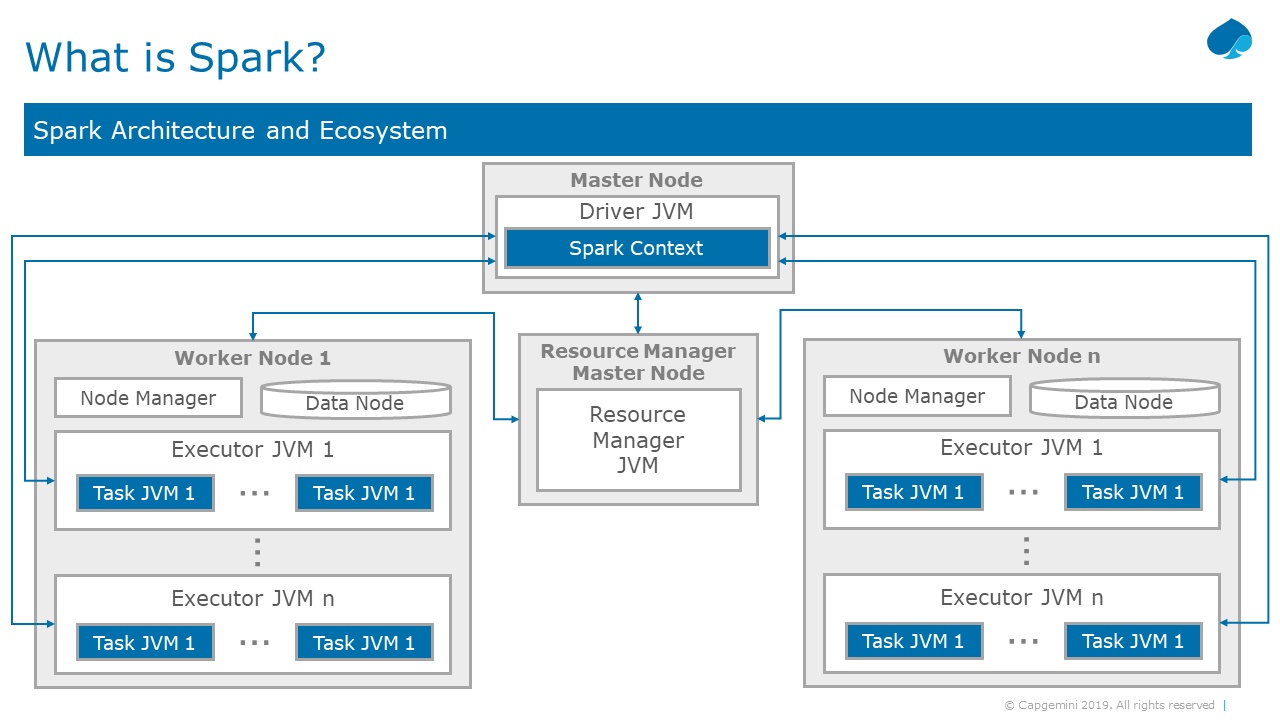 What is Spark?
Spark Architecture and Ecosystem
Master Node
Driver JVM
Spark Context
Resource Manager
Master Node
Resource
Manager
JVM
Worker Node 1
Node Manager
Data Node
Executor JVM 1
Task JVM 1
...
Task JVM 1
...
Executor JVM n
Task JVM 1
...
Task JVM 1
Worker Node n
Node Manager
Data Node
Executor JVM 1
Task JVM 1
...
Task JVM 1
...
Executor JVM n
Task JVM 1
...
Task JVM 1
© Capgemini 2019. All rights reserved |